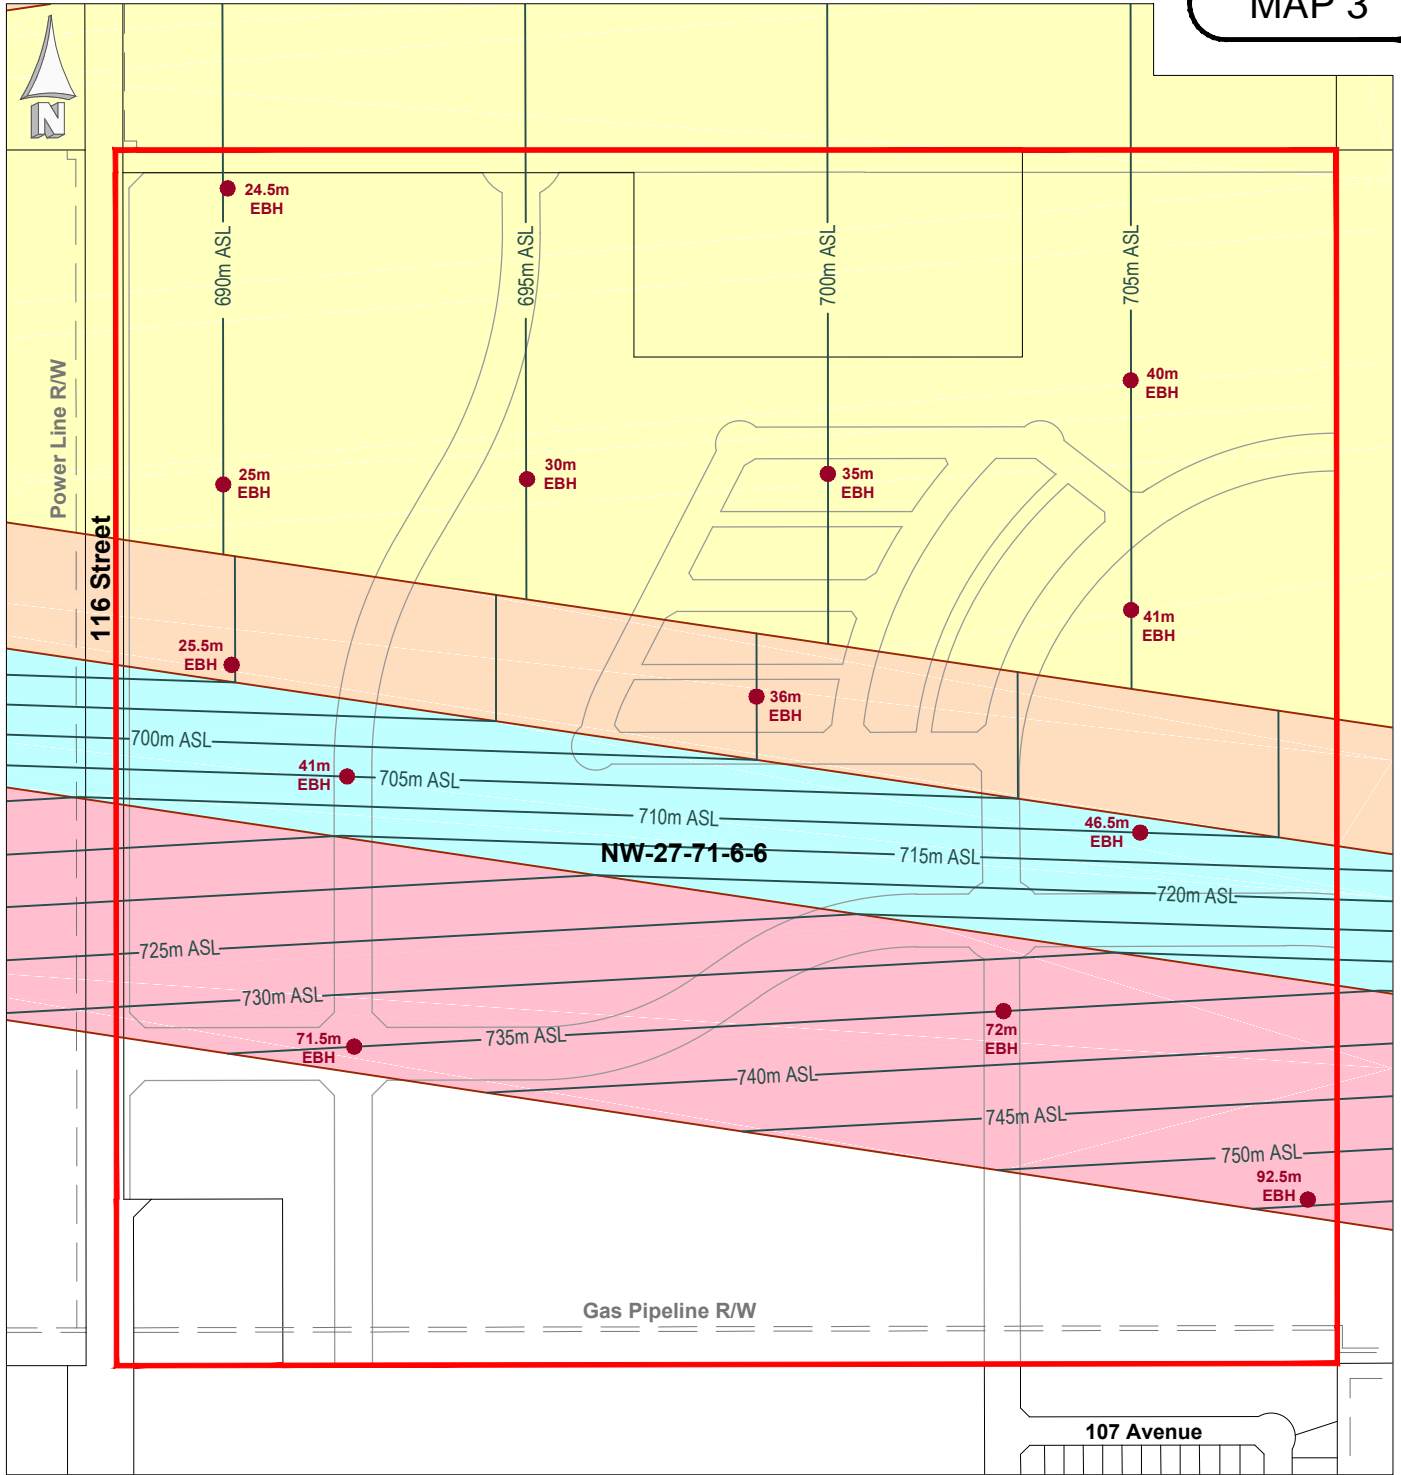 MAP 3
N
24.5m
EBH
690m ASL
695m ASL
700m ASL
705m ASL
40m
EBH
Power Line R/W
25m
EBH
30m
EBH
35m
EBH
116 Street
41m
EBH
25.5m
EBH
36m
EBH
700m ASL
41m
EBH
705m ASL
710m ASL
46.5m
EBH
NW-27-71-6-6
715m ASL
720m ASL
725m ASL
730m ASL
71.5m
EBH
735m ASL
72m
EBH
740m ASL
745m ASL
750m ASL
92.5m
EBH
Gas Pipeline R/W
107 Avenue